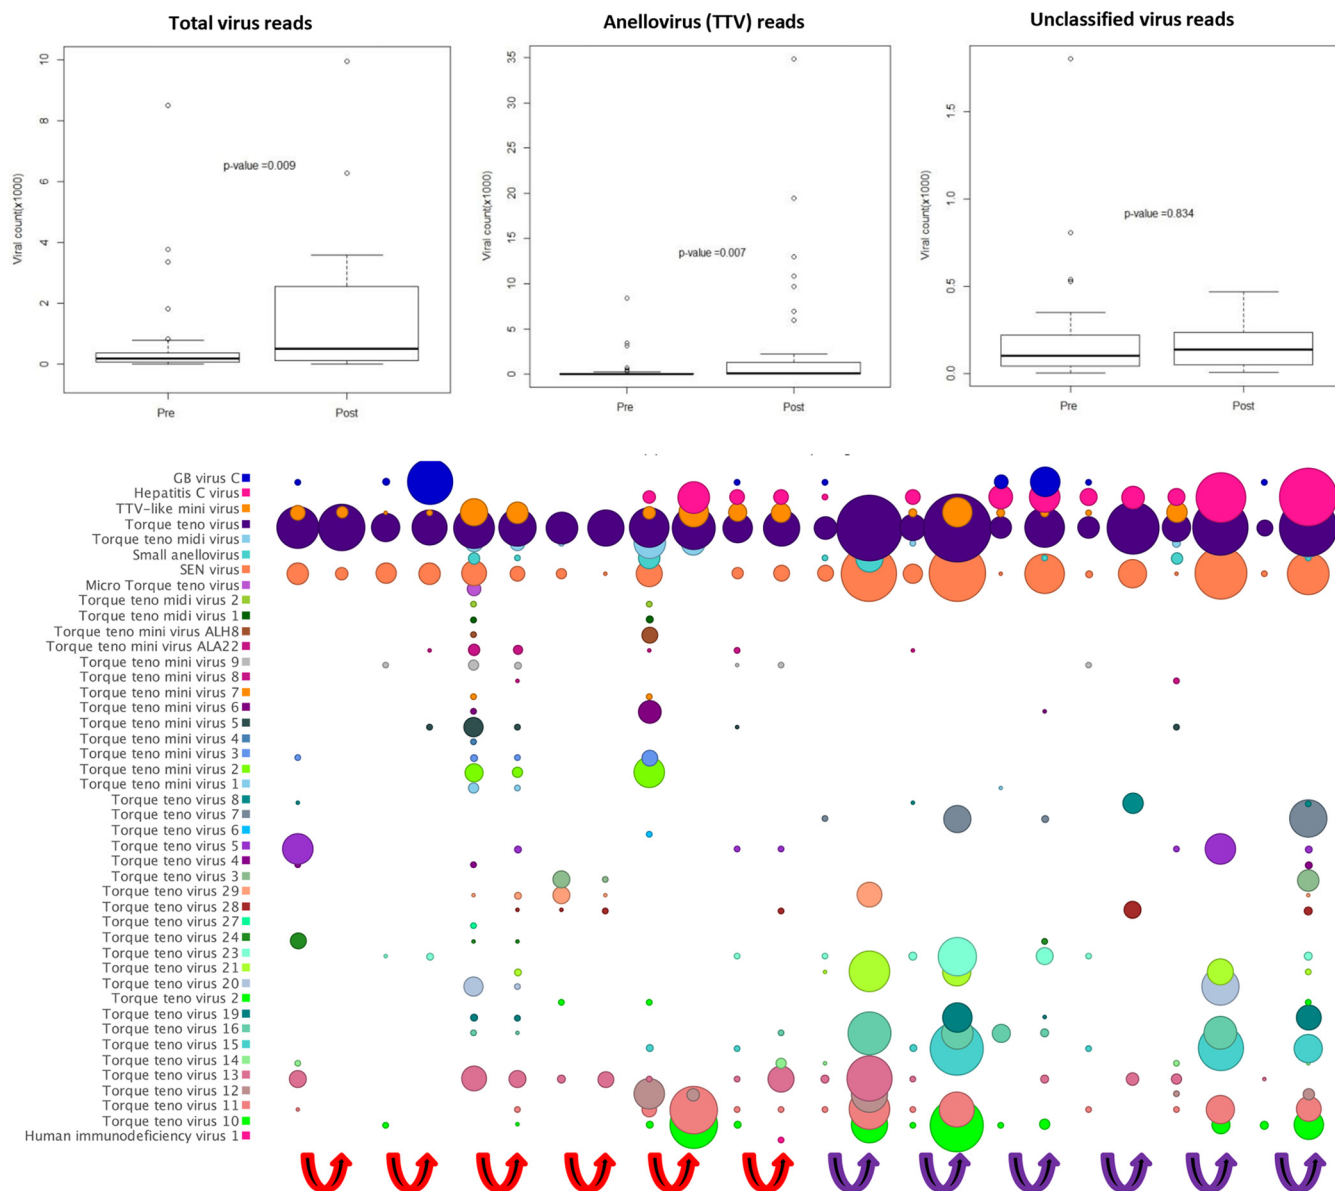 Total virus reads
Anellovirus (TTV) reads
Unclassified virus reads
Viral count(x1000)
10
8
6
4
2
0
p-value =0.009
Pre
Post
Viral count(x1000)
35
30
25
20
15
10
5
0
p-value =0.007
Pre
Post
Viral count(x1000)
1.5
1.0
0.5
0.0
p-value =0.834
Pre
Post
GB virus C
Hepatitis C virus
TTV-like mini virus
Torque teno virus
Torque teno midi virus
Small anellovirus
SEN virus
Micro Torque teno virus
Torque teno midi virus 2
Torque teno midi virus 1
Torque teno mini virus ALH8
Torque teno mini virus ALA22
Torque teno mini virus 9
Torque teno mini virus 8
Torque teno mini virus 7
Torque teno mini virus 6
Torque teno mini virus 5
Torque teno mini virus 4
Torque teno mini virus 3
Torque teno mini virus 2
Torque teno mini virus 1
Torque teno virus 8
Torque teno virus 7
Torque teno virus 6
Torque teno virus 5
Torque teno virus 4
Torque teno virus 3
Torque teno virus 29
Torque teno virus 28
Torque teno virus 27
Torque teno virus 24
Torque teno virus 23
Torque teno virus 21
Torque teno virus 20
Torque teno virus 2
Torque teno virus 19
Torque teno virus 16
Torque teno virus 15
Torque teno virus 14
Torque teno virus 13
Torque teno virus 12
Torque teno virus 11
Torque teno virus 10
Human immunodeficiency virus 1